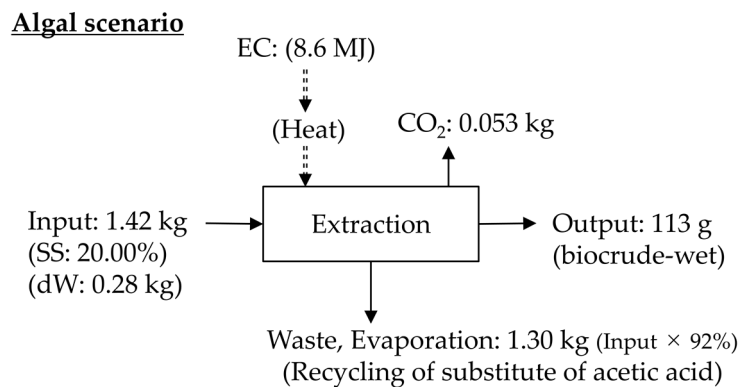 Algal scenario
EC: (8.6 MJ)
(Heat)
CO₂: 0.053 kg
Input: 1.42 kg
(SS: 20.00%)
(dW: 0.28 kg)
Extraction
Output: 113 g
(biocrude-wet)
Waste, Evaporation: 1.30 kg (Input × 92%)
(Recycling of substitute of acetic acid)